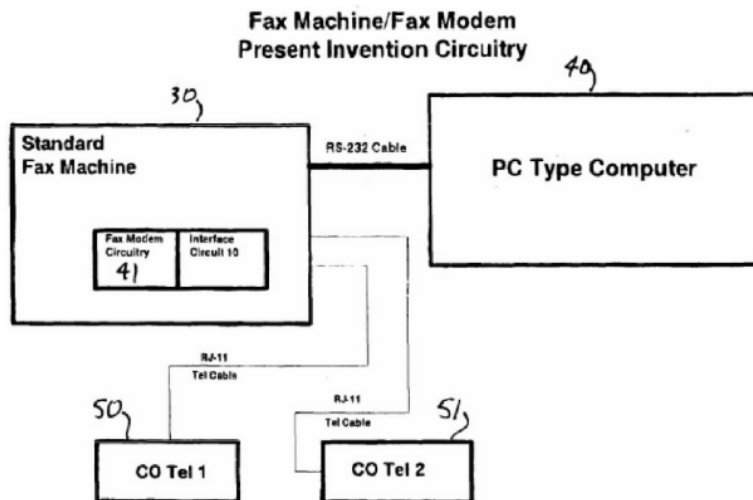 Fax Machine/Fax Modem
Present Invention Circuitry
30
40
Standard
Fax Machine
RS-232 Cable
PC Type Computer
Fax Modem
Circuitry
41
Interface
Circuit 10
RJ-11
Tel Cable
RJ-11
Tel Cable
50
51
CO Tel 1
CO Tel 2